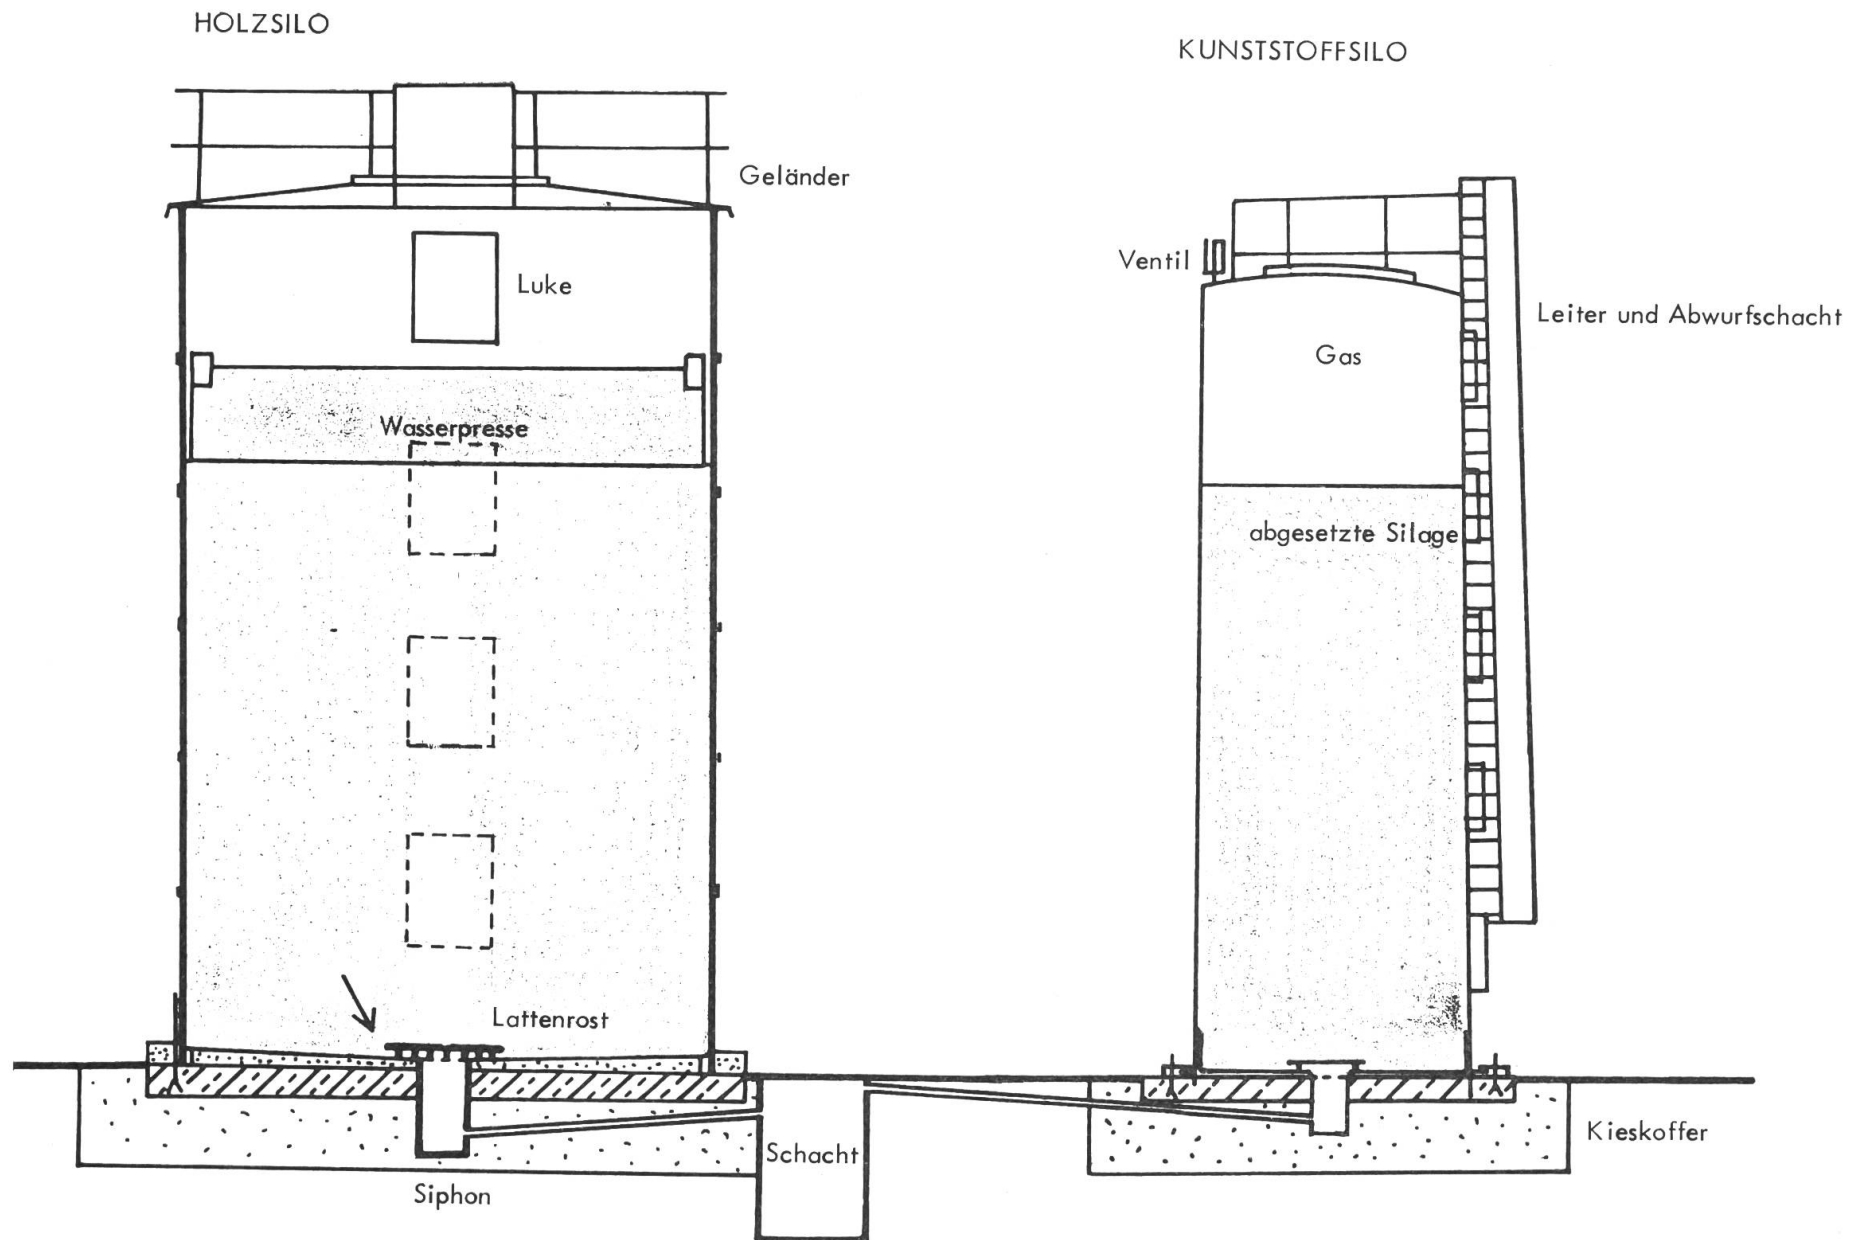 HOLZSILO
KUNSTSTOFFSILO
Geländer
Ventil
Luke
Leiter und Abwurfschacht
Gas
Wasserpresse
abgesetzte Silage
Lattenrost
Kieskoffer
Schacht
Siphon